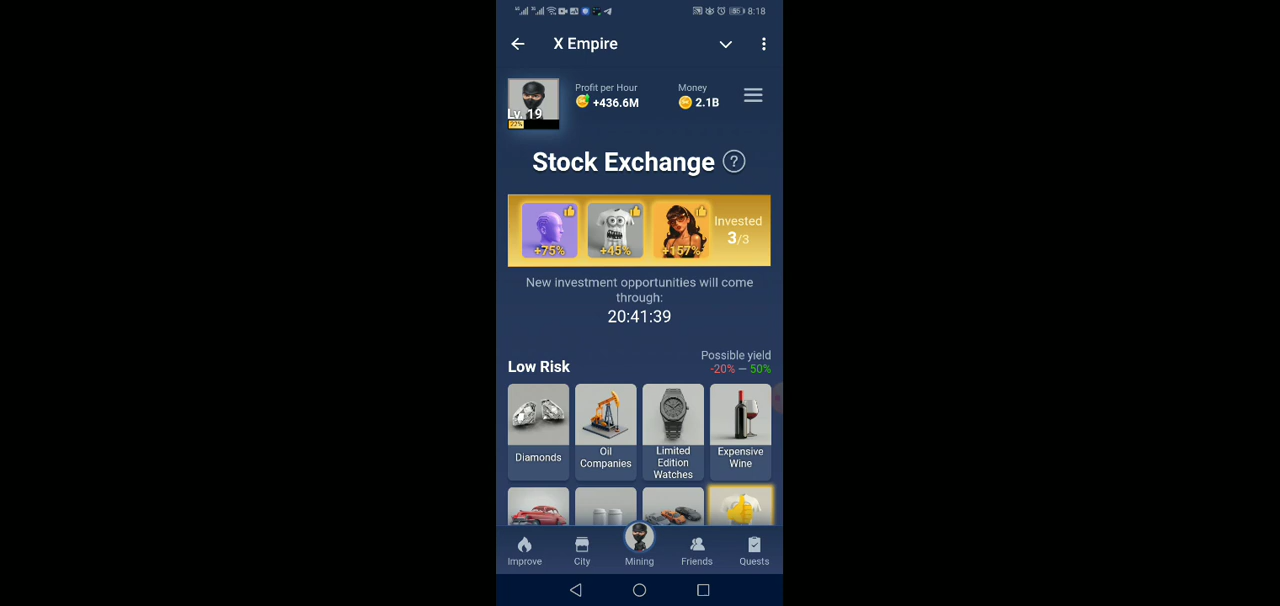 8:18
X Empire
Profit per Hour
+436.6M
Money
2.1B
Lv. 19
22%
Stock Exchange ?
+75%
+45%
+157%
Invested
3/3
New investment opportunities will come
through:
20:41:39
Low Risk
Possible yield
-20% — 50%
Diamonds
Oil
Companies
Limited
Edition
Watches
Expensive
Wine
Improve
City
Mining
Friends
Quests